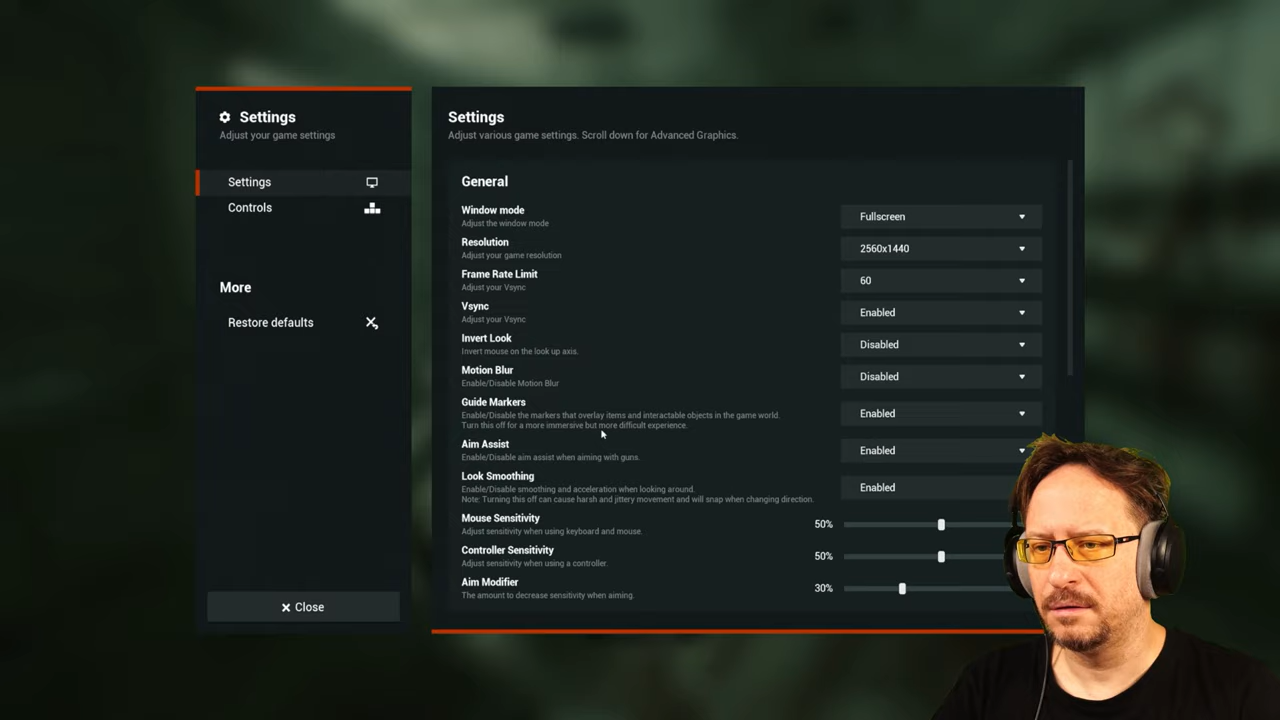 Settings
Adjust your game settings
Settings
Controls
More
Restore defaults
Close
Settings
Adjust various game settings. Scroll down for Advanced Graphics.
General
Window mode
Adjust the window mode
Fullscreen
Resolution
Adjust your game resolution
2560x1440
Frame Rate Limit
Adjust your Vsync
60
Vsync
Adjust your Vsync
Enabled
Invert Look
Invert mouse on the look up axis.
Disabled
Motion Blur
Enable/Disable Motion Blur
Disabled
Guide Markers
Enable/Disable the markers that overlay items and interactable objects in the game world.
Turn this off for a more immersive but more difficult experience.
Enabled
Aim Assist
Enable/Disable aim assist when aiming with guns.
Enabled
Look Smoothing
Enable/Disable smoothing and acceleration when looking around.
Note: Turning this off can cause harsh and jittery movement and will snap when changing direction.
Enabled
Mouse Sensitivity
Adjust sensitivity when using keyboard and mouse.
50%
Controller Sensitivity
Adjust sensitivity when using a controller.
50%
Aim Modifier
The amount to decrease sensitivity when aiming.
30%